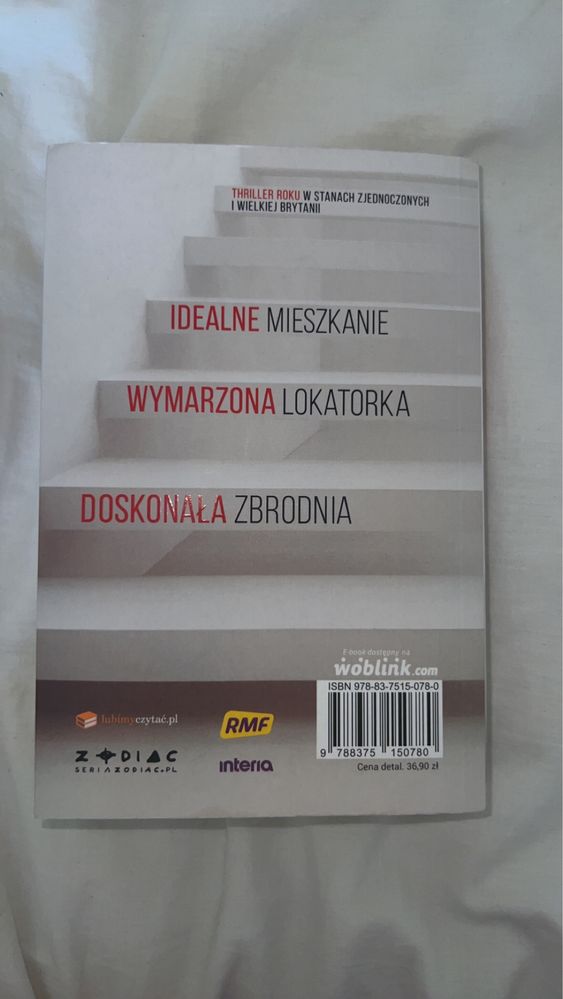 THRILLER ROKU W STANACH ZJEDNOCZONYCH
I WIELKIEJ BRYTANII
IDEALNE MIESZKANIE
WYMARZONA LOKATORKA
DOSKONAŁA ZBRODNIA
E-book dostępny na
woblink.com
ISBN 978-83-7515-078-0
lubimyczytać.pl
RMF
ZODIAC
SERIAZODIAC.PL
interia
9 788375 150780
Cena detal. 36,90 zł